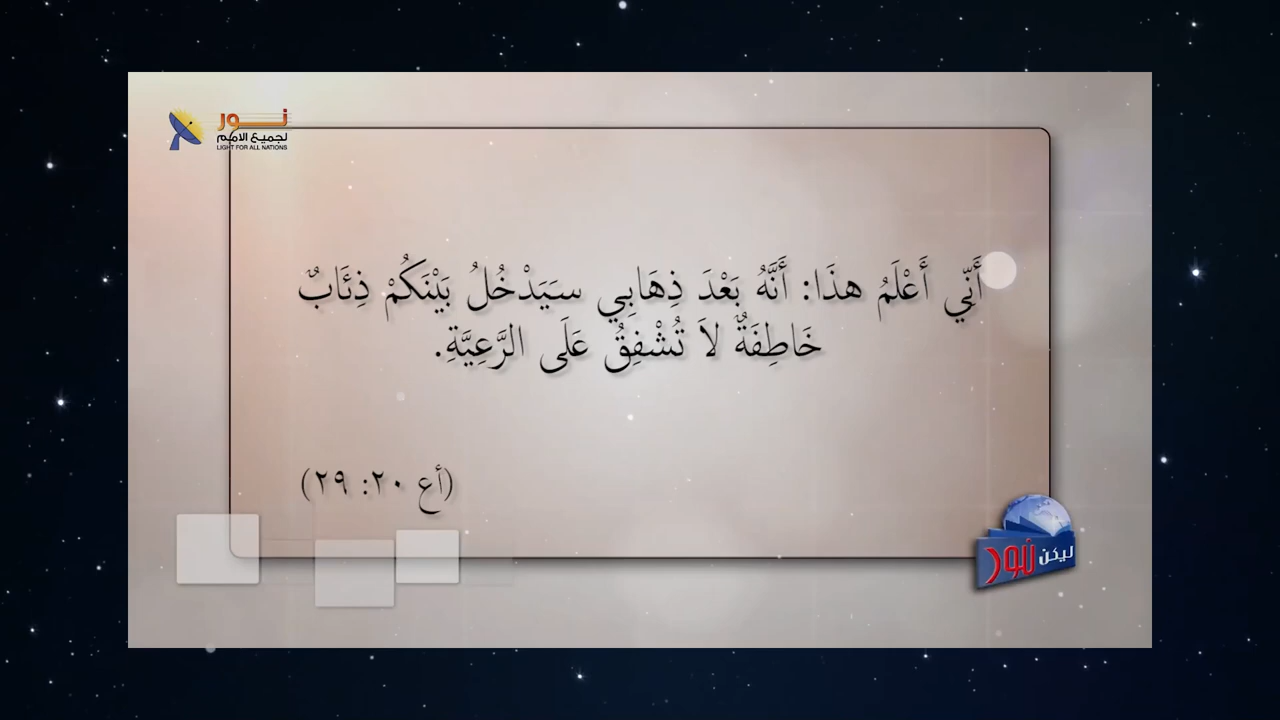 نور
لجميع الامم
LIGHT FOR ALL NATIONS
أَنِّي أَعْلَمُ هذَا: أَنَّهُ بَعْدَ ذِهَابِي سَيَدْخُلُ بَيْنَكُمْ ذِئَابٌ
خَاطِفَةٌ لاَ تُشْفِقُ عَلَى الرَّعِيَّةِ.
(أع ٢٠: ٢٩)
ليكن نور